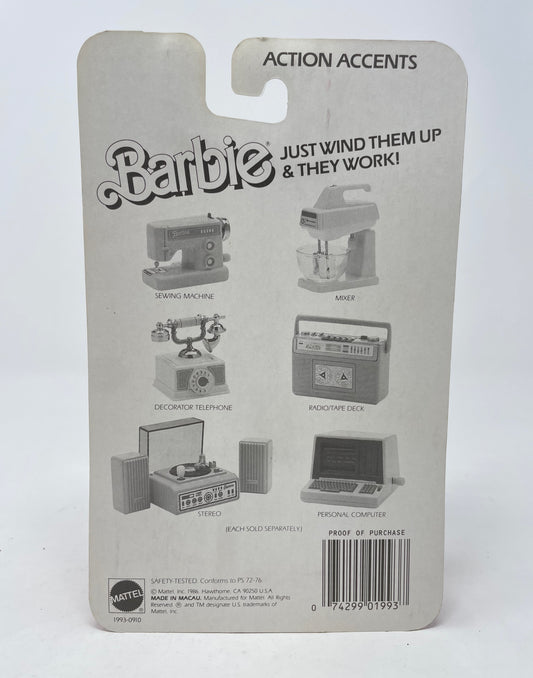 ACTION ACCENTS
Barbie®
JUST WIND THEM UP
& THEY WORK!
SEWING MACHINE
MIXER
DECORATOR TELEPHONE
RADIO/TAPE DECK
STEREO
PERSONAL COMPUTER
(EACH SOLD SEPARATELY.)
PROOF OF PURCHASE
0 74299 01993
MATTEL
1993-0910
SAFETY-TESTED. Conforms to PS 72-76
© Mattel, Inc. 1986. Hawthorne, CA 90250 U.S.A.
MADE IN MACAU. Manufactured for Mattel. All Rights
Reserved. ® and TM designate U.S. trademarks of
Mattel, Inc.